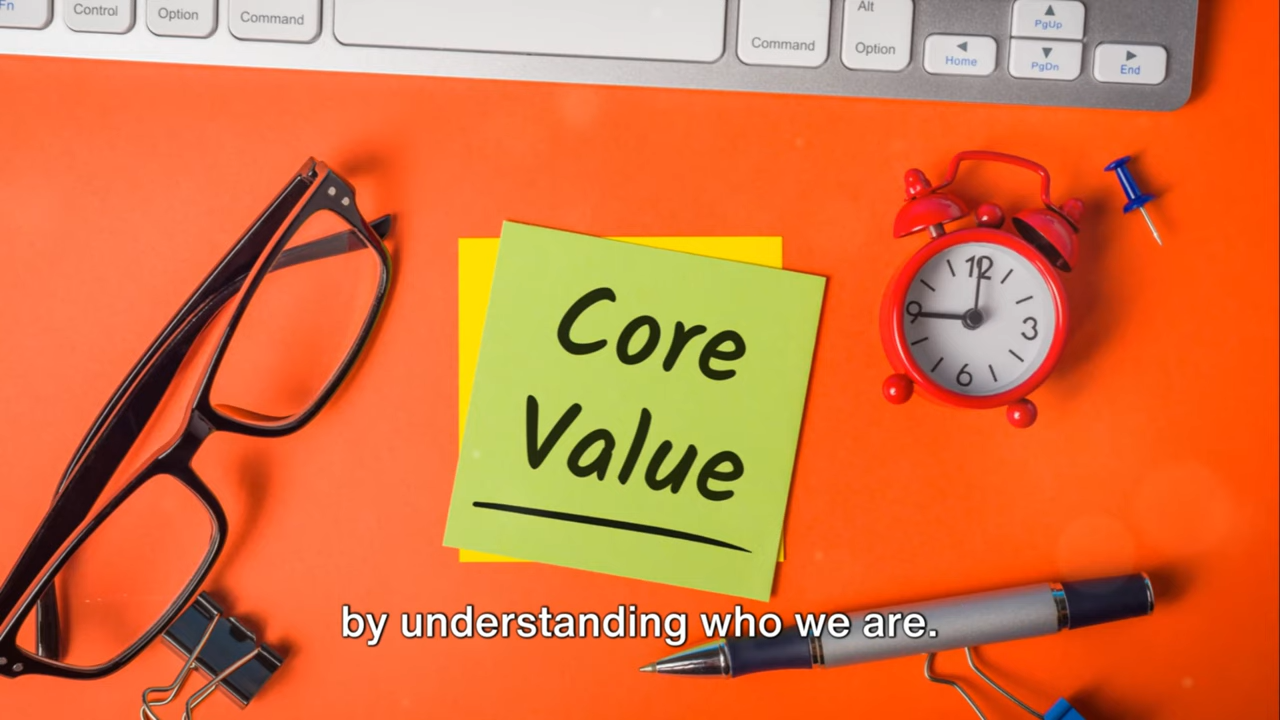 Fn
Control
Option
Command
Command
Alt
Option
PgUp
Home
PgDn
End
Core
Value
12
9
3
6
by understanding who we are.